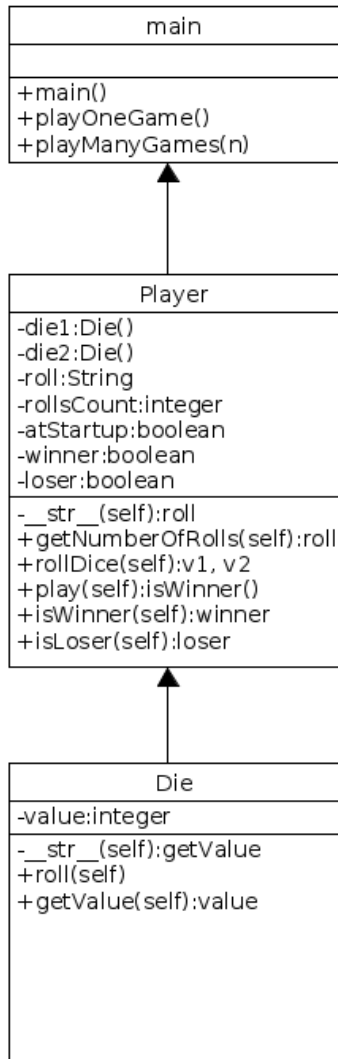 main
+main()
+playOneGame()
+playManyGames(n)
Player
-die1:Die()
-die2:Die()
-roll:String
-rollsCount:integer
-atStartup:boolean
-winner:boolean
-loser:boolean
-__str__(self):roll
+getNumberOfRolls(self):roll
+rollDice(self):v1, v2
+play(self):isWinner()
+isWinner(self):winner
+isLoser(self):loser
Die
-value:integer
-__str__(self):getValue
+roll(self)
+getValue(self):value